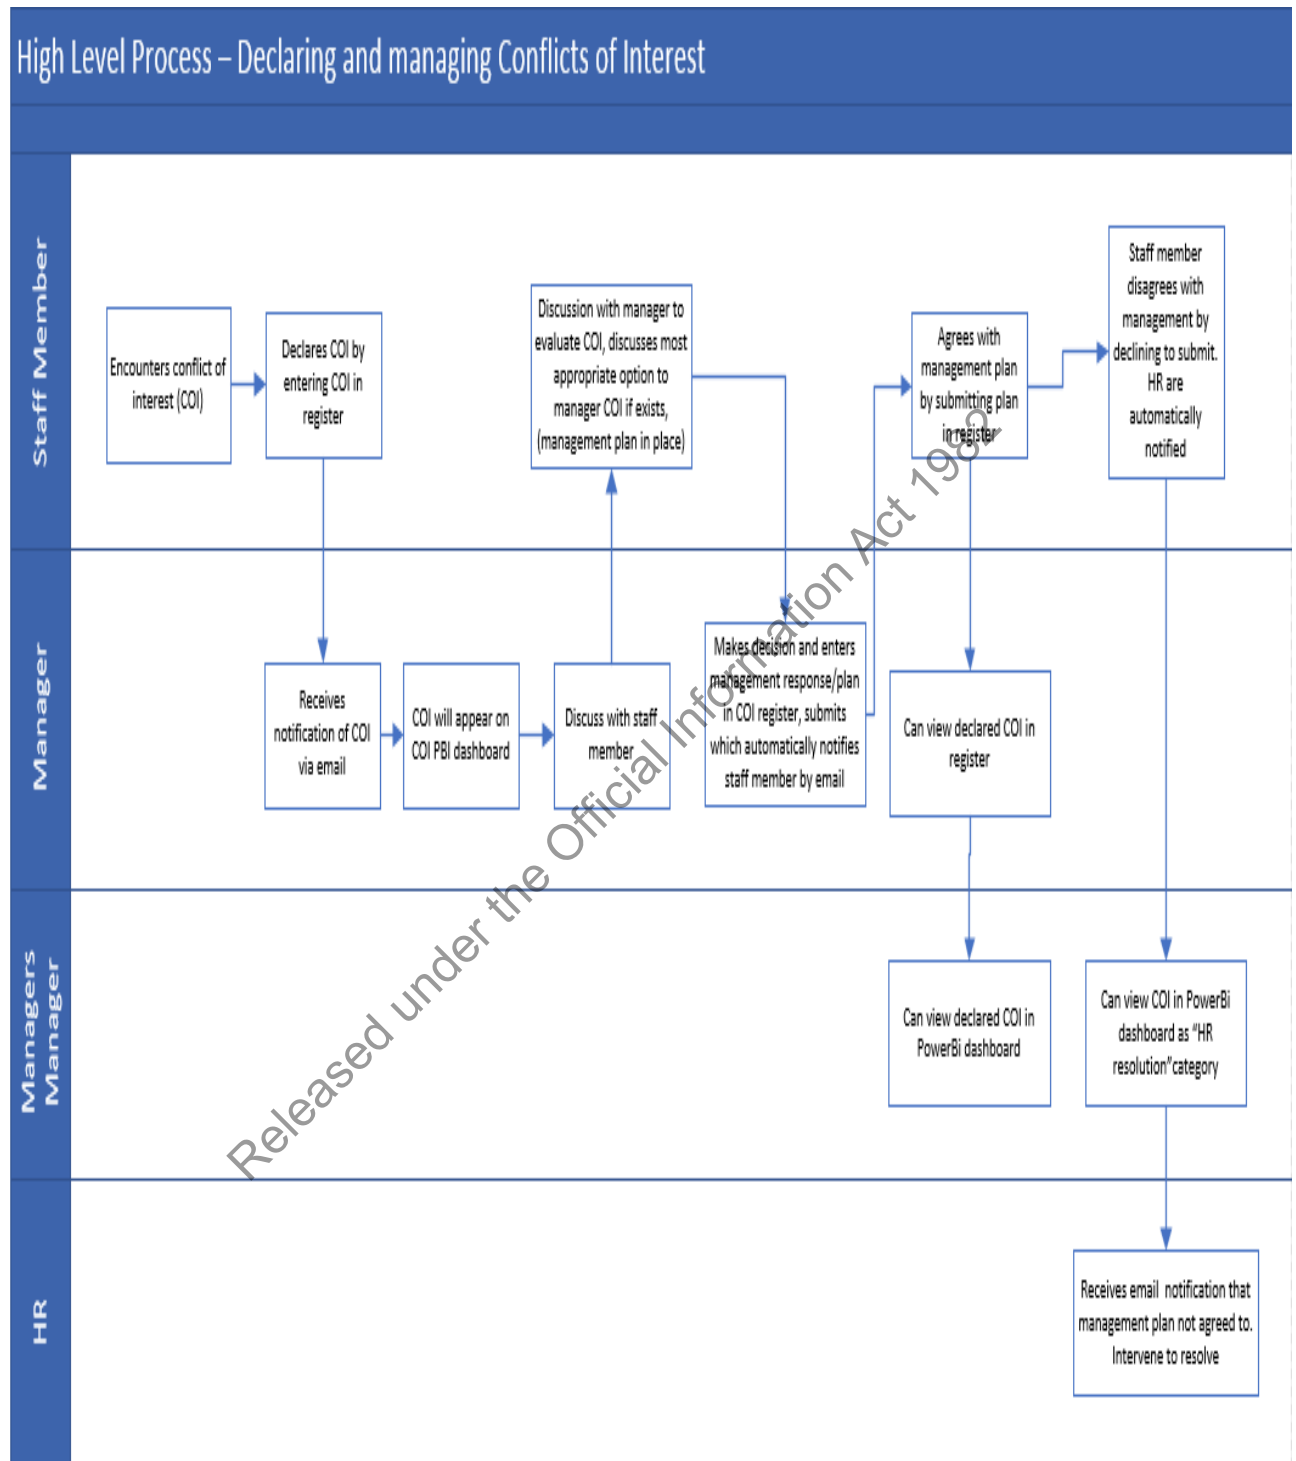 High Level Process – Declaring and managing Conflicts of Interest
Staff Member
Encounters conflict of
interest (COI)
Declares COI by
entering COI in
register
Discussion with manager to
evaluate COI, discusses most
appropriate option to
manager COI if exists,
(management plan in place)
Agrees with
management plan
by submitting plan
in register
Staff member
disagrees with
management by
declining to submit.
HR are
automatically
notified
Manager
Receives
notification of COI
via email
COI will appear on
COI PBI dashboard
Discuss with staff
member
Makes decision and enters
management response/plan
in COI register, submits
which automatically notifies
staff member by email
Can view declared COI in
register
Managers
Manager
Can view declared COI in
PowerBi dashboard
Can view COI in PowerBi
dashboard as “HR
resolution”category
HR
Receives email notification that
management plan not agreed to.
Intervene to resolve
Released under the Official Information Act 1982